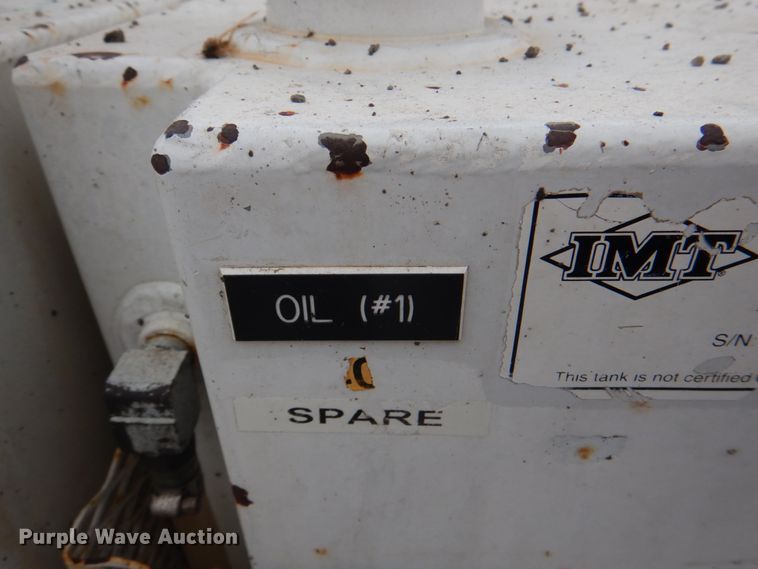 IMT®
OIL (#1)
S/N
This tank is not certified
SPARE
Purple Wave Auction